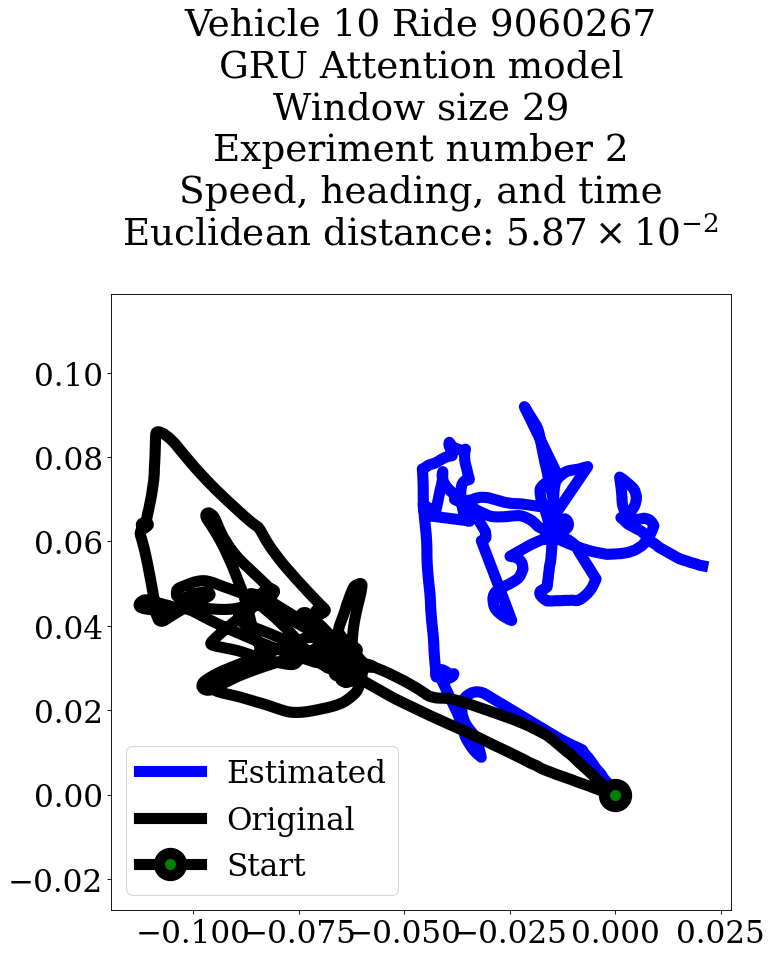 Vehicle 10 Ride 9060267
GRU Attention model
Window size 29
Experiment number 2
Speed, heading, and time
Euclidean distance: 5.87 × 10⁻²
0.10
0.08
0.06
0.04
0.02
0.00
−0.02
Estimated
Original
Start
−0.100 −0.075 −0.050 −0.025 0.000 0.025